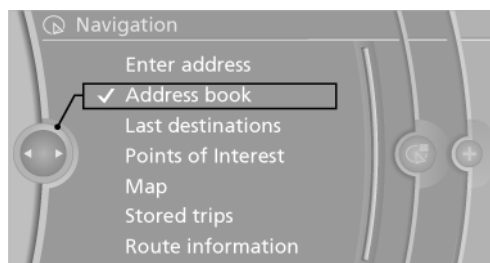 Navigation
Enter address
Address book
Last destinations
Points of Interest
Map
Stored trips
Route information